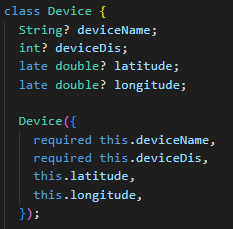 class Device {
  String? deviceName;
  int? deviceDis;
  late double? latitude;
  late double? longitude;

  Device({
    required this.deviceName,
    required this.deviceDis,
    this.latitude,
    this.longitude,
  });